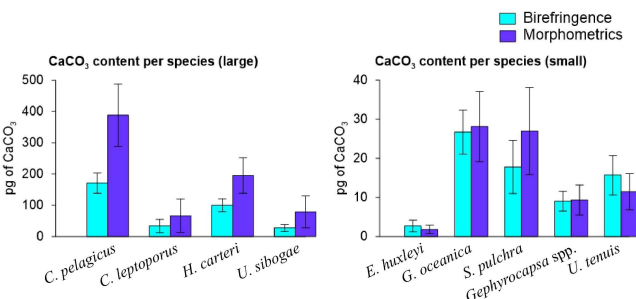 Birefringence
Morphometrics
CaCO₃ content per species (large)
500
400
300
200
100
0
pg of CaCO₃
C. pelagicus
C. leptoporus
H. carteri
U. sibogae
CaCO₃ content per species (small)
40
30
20
10
0
pg of CaCO₃
E. huxleyi
G. oceanica
S. pulchra
Gephyrocapsa spp.
U. tenuis